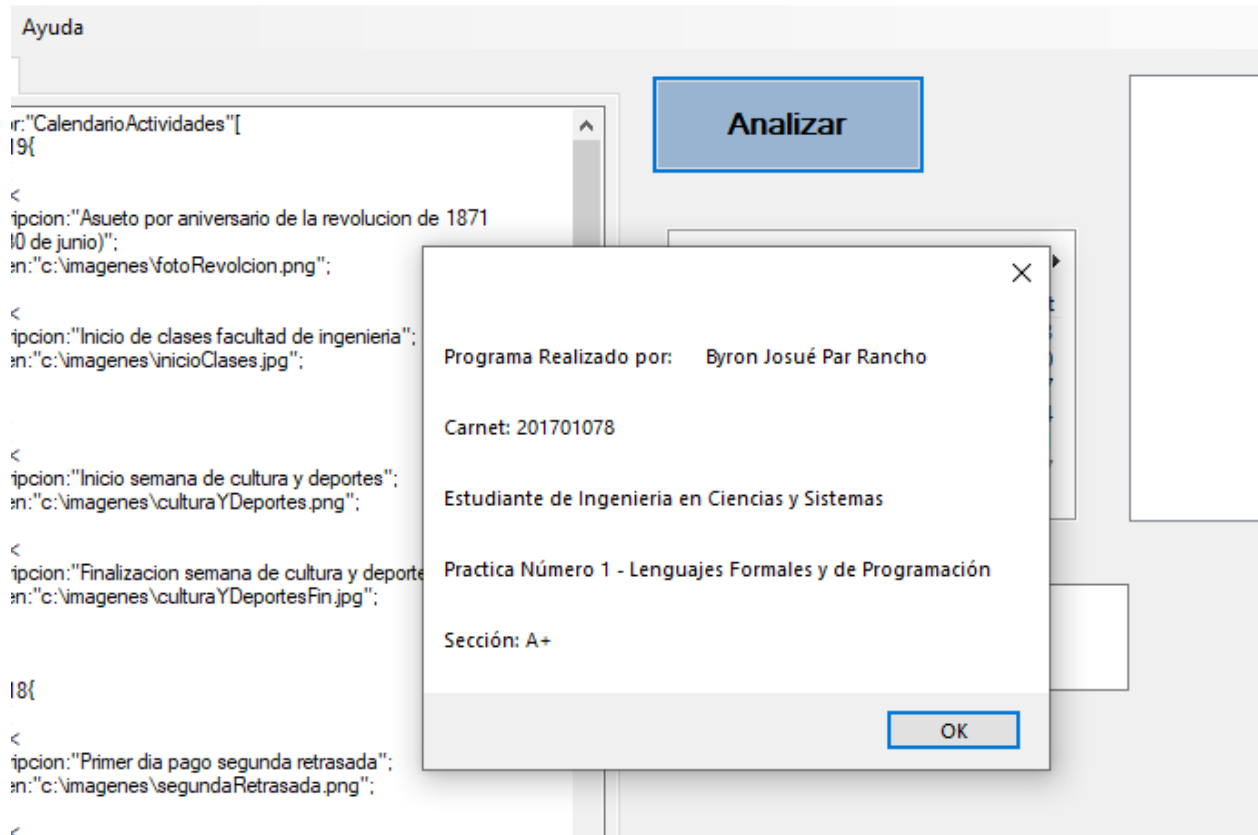 Ayuda
r:"CalendarioActividades"[
19{
<
ripcion:"Asueto por aniversario de la revolucion de 1871
30 de junio)";
en:"c:\imagenes\fotoRevolcion.png";
<
ripcion:"Inicio de clases facultad de ingenieria";
en:"c:\imagenes\inicioClases.jpg";
<
ripcion:"Inicio semana de cultura y deportes";
en:"c:\imagenes\culturaYDeportes.png";
<
ripcion:"Finalizacion semana de cultura y deporte
en:"c:\imagenes\culturaYDeportesFin.jpg";
18{
<
ripcion:"Primer dia pago segunda retrasada";
en:"c:\imagenes\segundaRetrasada.png";
<
Analizar
Programa Realizado por: Byron Josué Par Rancho
Carnet: 201701078
Estudiante de Ingenieria en Ciencias y Sistemas
Practica Número 1 - Lenguajes Formales y de Programación
Sección: A+
OK